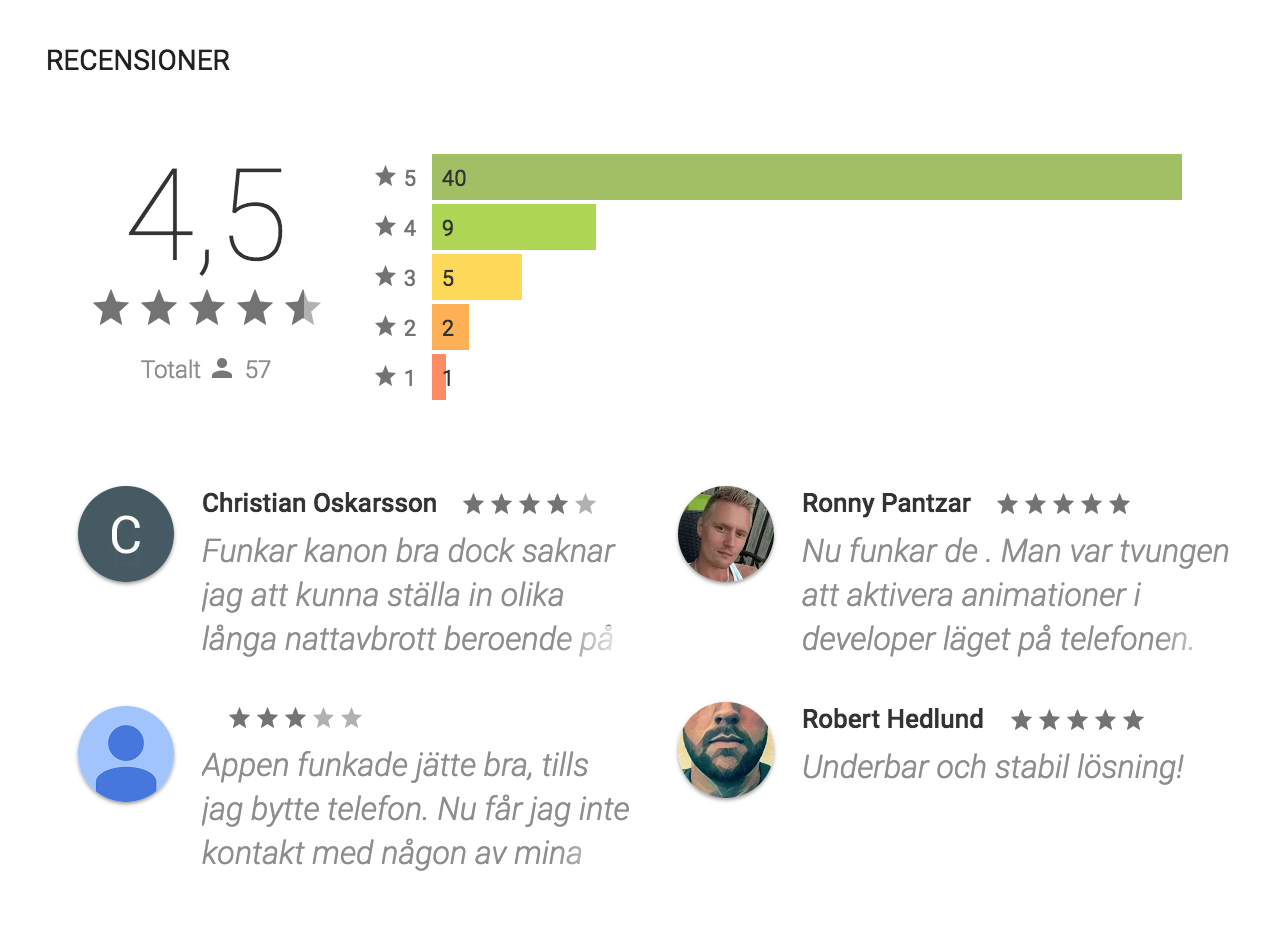 RECENSIONER
4,5
Totalt 57
5 40
4 9
3 5
2 2
1 1
C
Christian Oskarsson
Funkar kanon bra dock saknar
jag att kunna ställa in olika
långa nattavbrott beroende på
Ronny Pantzar
Nu funkar de . Man var tvungen
att aktivera animationer i
developer läget på telefonen.
Appen funkade jätte bra, tills
jag bytte telefon. Nu får jag inte
kontakt med någon av mina
Robert Hedlund
Underbar och stabil lösning!